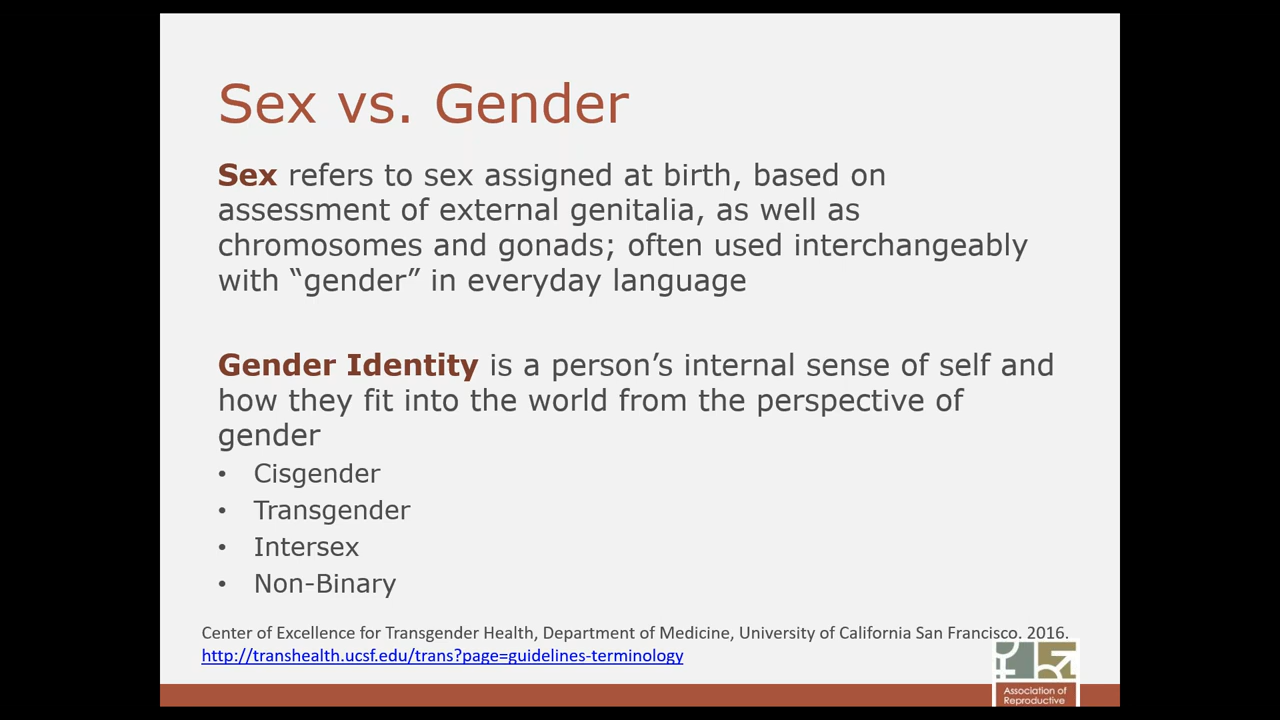 Sex vs. Gender
Sex refers to sex assigned at birth, based on
assessment of external genitalia, as well as
chromosomes and gonads; often used interchangeably
with “gender” in everyday language
Gender Identity is a person’s internal sense of self and
how they fit into the world from the perspective of
gender
• Cisgender
• Transgender
• Intersex
• Non-Binary
Center of Excellence for Transgender Health, Department of Medicine, University of California San Francisco. 2016.
http://transhealth.ucsf.edu/trans?page=guidelines-terminology
Association of
Reproductive